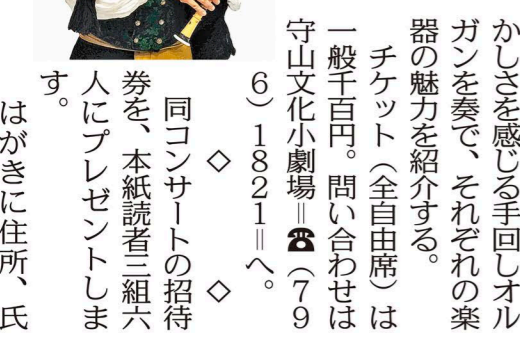 かしさを感じる手回しオル
ガンを奏で、それぞれの楽
器の魅力を紹介する。
チケット（全自由席）は
一般千百円。問い合わせは
守山文化小劇場＝☎（７９
６）１８２１＝へ。
◇　◇
同コンサートの招待
券を、本紙読者三組六
人にプレゼントしま
す。
はがきに住所、氏